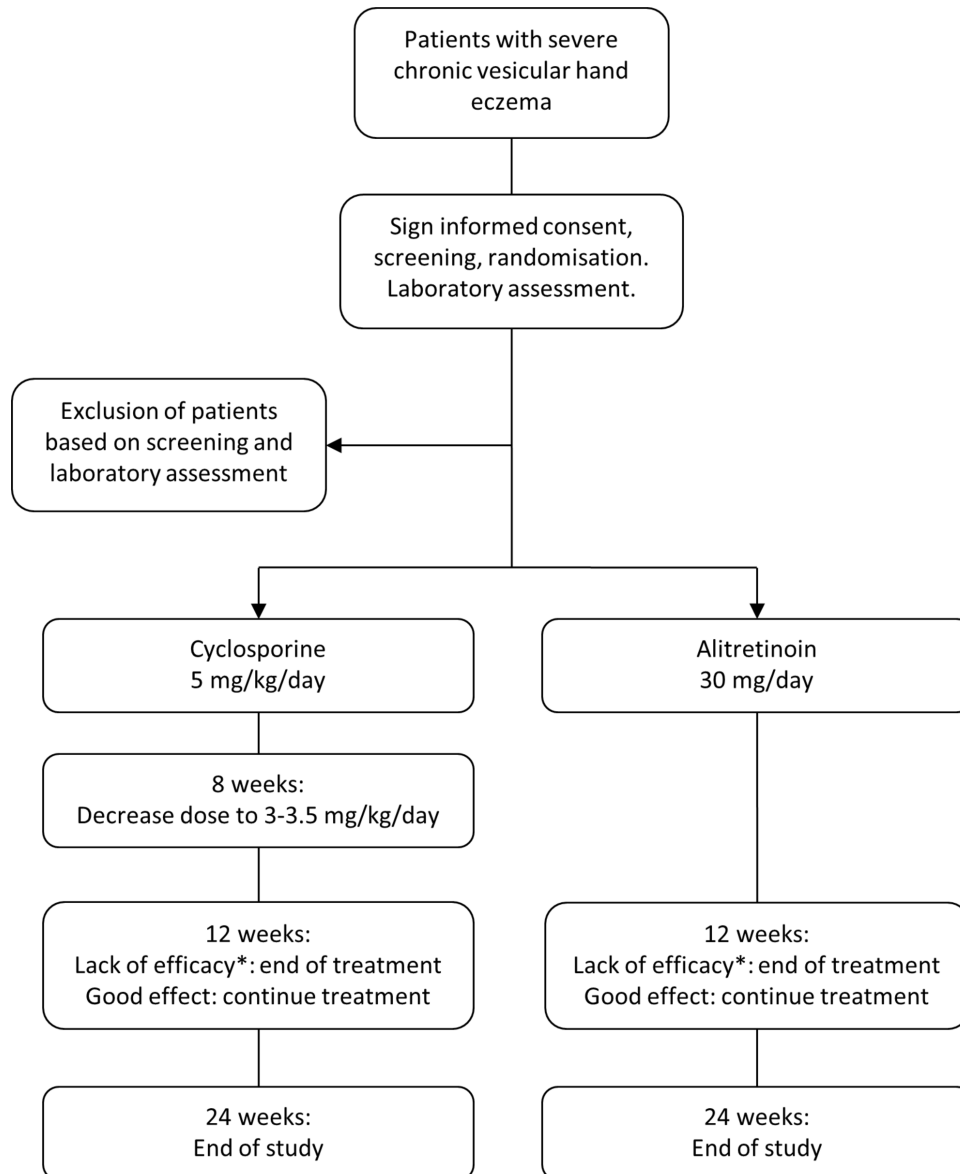 Patients with severe
chronic vesicular hand
eczema
Sign informed consent,
screening, randomisation.
Laboratory assessment.
Exclusion of patients
based on screening and
laboratory assessment
Cyclosporine
5 mg/kg/day
Alitretinoin
30 mg/day
8 weeks:
Decrease dose to 3-3.5 mg/kg/day
12 weeks:
Lack of efficacy*: end of treatment
Good effect: continue treatment
12 weeks:
Lack of efficacy*: end of treatment
Good effect: continue treatment
24 weeks:
End of study
24 weeks:
End of study